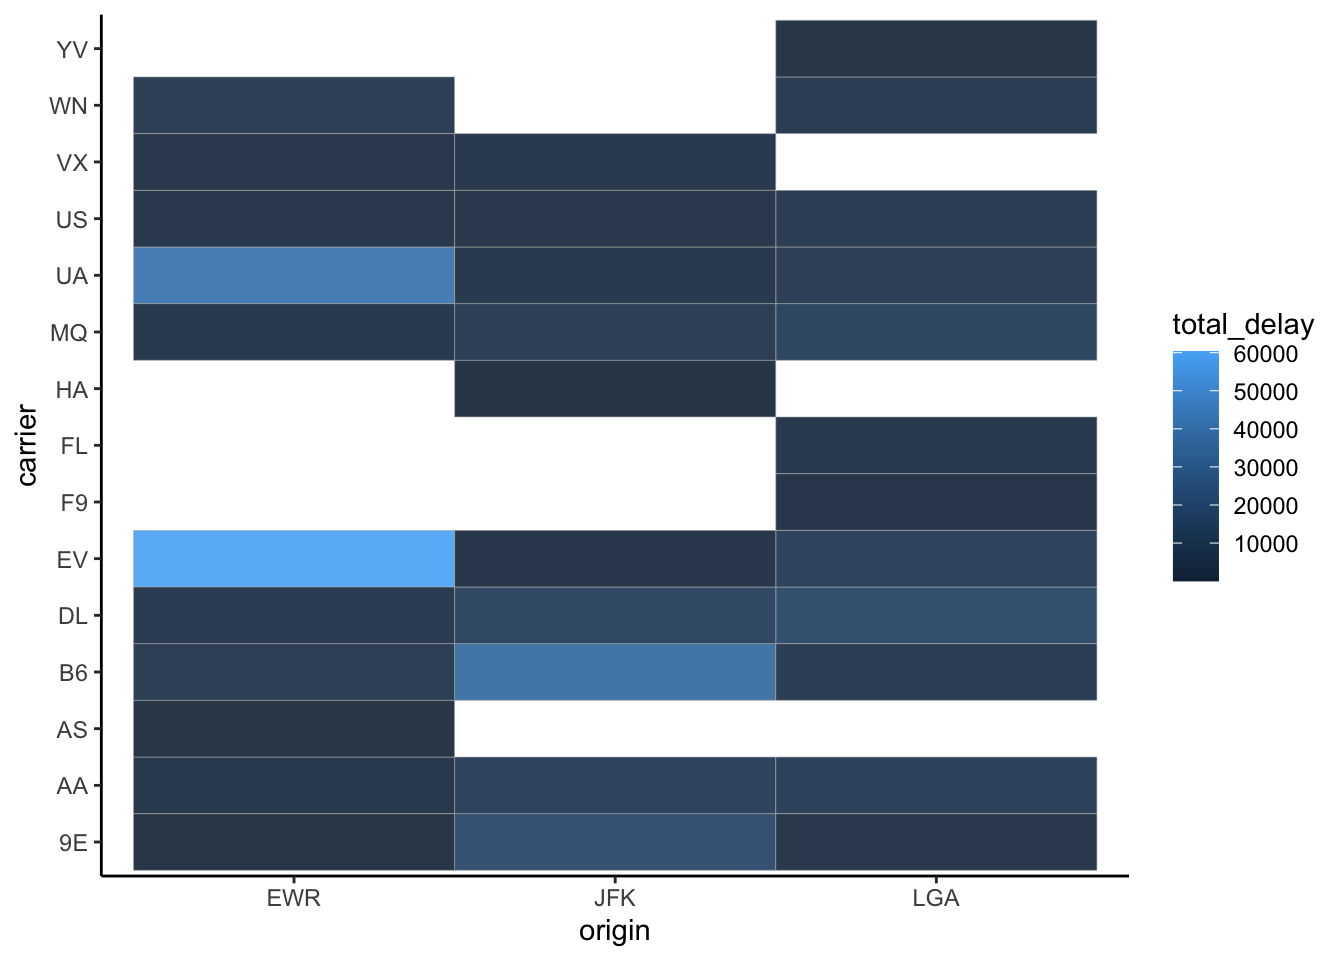 YV
WN
VX
US
UA
MQ
HA
FL
F9
EV
DL
B6
AS
AA
9E
carrier
EWR JFK LGA
origin
total_delay
60000
50000
40000
30000
20000
10000